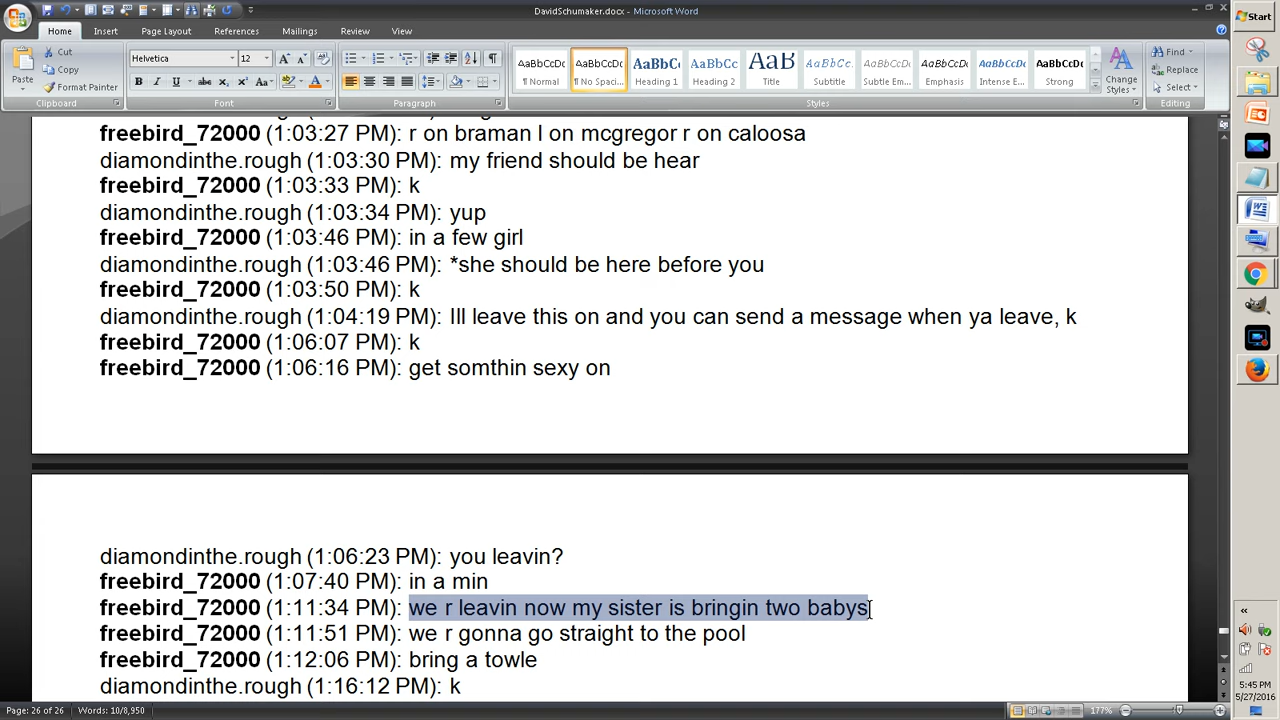 DavidSchumaker.docx - Microsoft Word
Home Insert Page Layout References Mailings Review View
Paste
Cut
Copy
Format Painter
Clipboard
Helvetica 12
Font
Paragraph
AaBbCcDc AaBbCcDc AaBbCc AaBbCc AaB AaBbCc. AaBbCcDc AaBbCcDc AaBbCcDc AaBbCcDc
¶ Normal ¶ No Spaci... Heading 1 Heading 2 Title Subtitle Subtle Em... Emphasis Intense E... Strong
Styles
Change Styles
Find
Replace
Select
Editing
Start
freebird_72000 (1:03:27 PM): r on braman l on mcgregor r on caloosa
diamondinthe.rough (1:03:30 PM): my friend should be hear
freebird_72000 (1:03:33 PM): k
diamondinthe.rough (1:03:34 PM): yup
freebird_72000 (1:03:46 PM): in a few girl
diamondinthe.rough (1:03:46 PM): *she should be here before you
freebird_72000 (1:03:50 PM): k
diamondinthe.rough (1:04:19 PM): Ill leave this on and you can send a message when ya leave, k
freebird_72000 (1:06:07 PM): k
freebird_72000 (1:06:16 PM): get somthin sexy on
diamondinthe.rough (1:06:23 PM): you leavin?
freebird_72000 (1:07:40 PM): in a min
freebird_72000 (1:11:34 PM): we r leavin now my sister is bringin two babys
freebird_72000 (1:11:51 PM): we r gonna go straight to the pool
freebird_72000 (1:12:06 PM): bring a towle
diamondinthe.rough (1:16:12 PM): k
Page: 26 of 26 Words: 10/8,950
177%
5:45 PM
5/27/2016